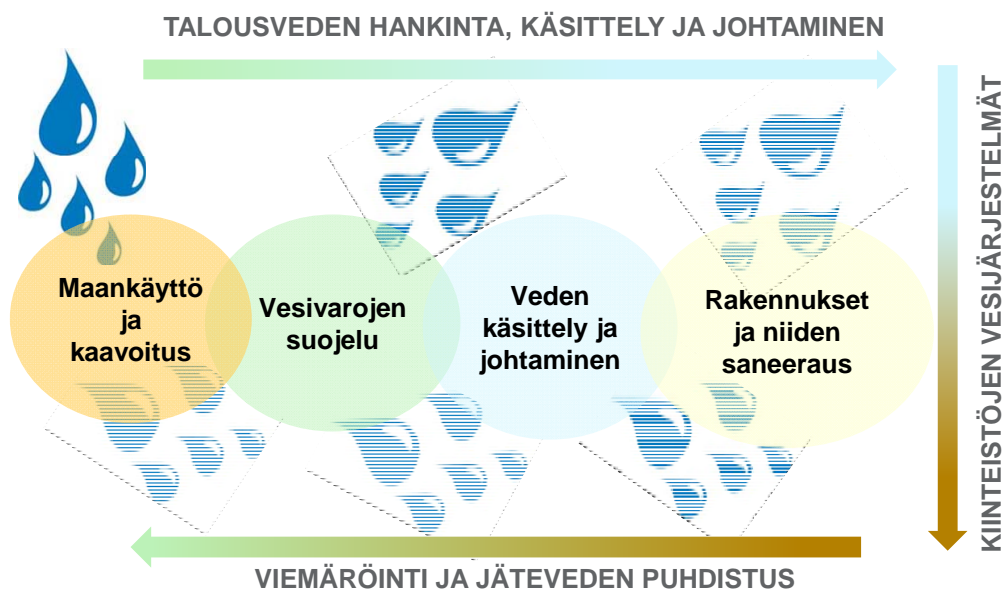 TALOUSVEDEN HANKINTA, KÄSITTELY JA JOHTAMINEN
Maankäyttö
ja
kaavoitus
Vesivarojen
suojelu
Veden
käsittely ja
johtaminen
Rakennukset
ja niiden
saneeraus
KIINTEISTÖJEN VESIJÄRJESTELMÄT
VIEMÄRÖINTI JA JÄTEVEDEN PUHDISTUS